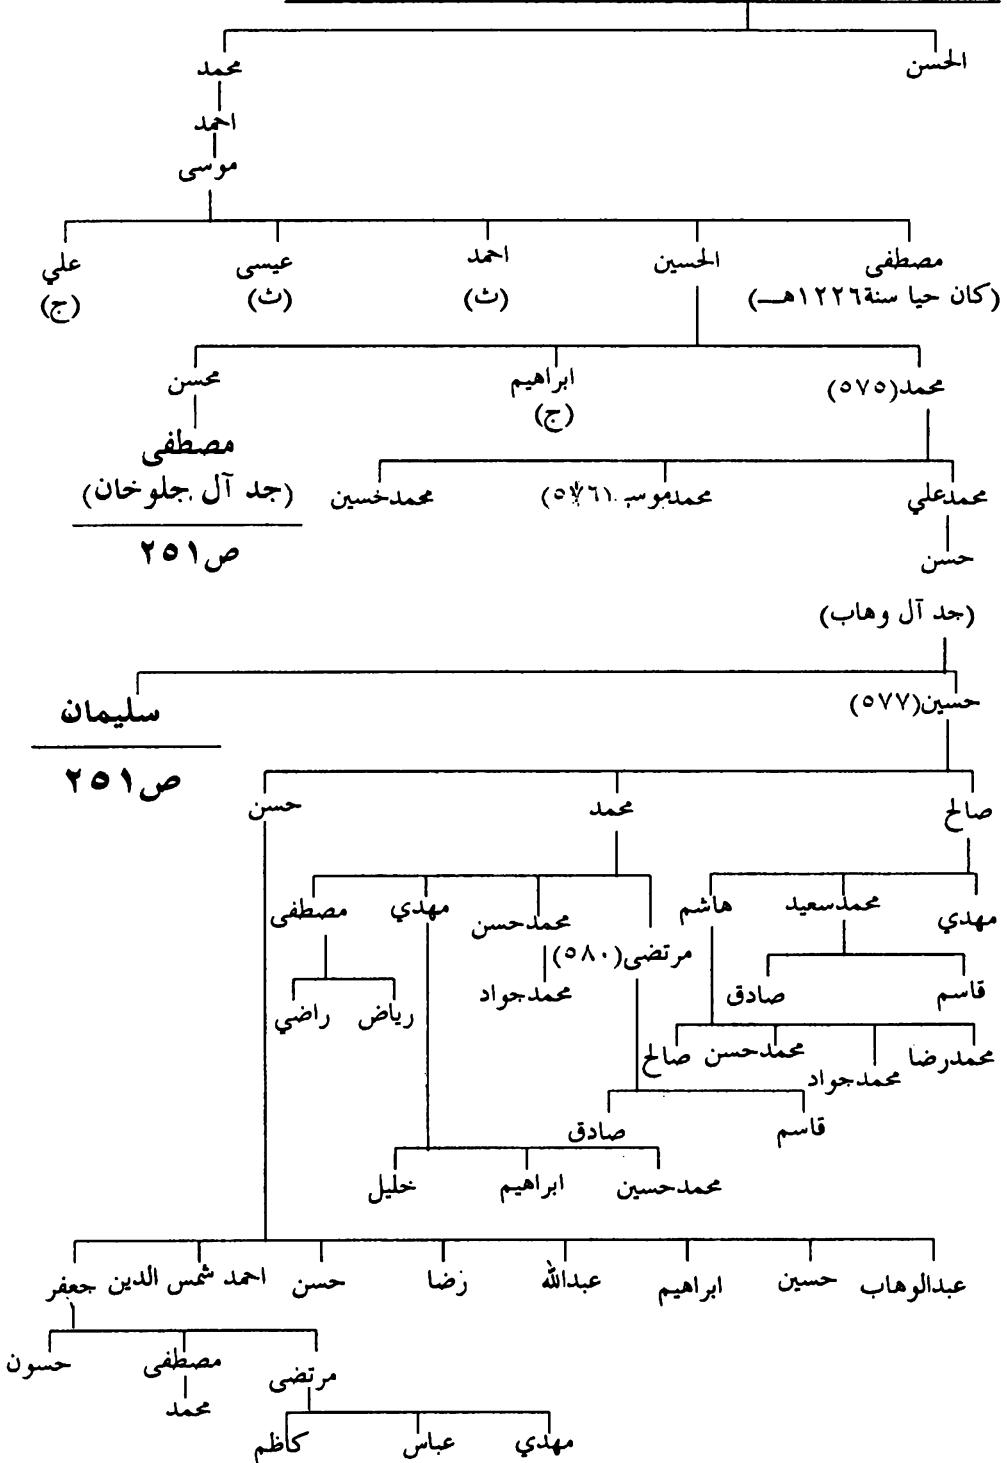 الحسن
محمد
احمد
موسى
مصطفى الحسين احمد عيسى علي
(كان حيا سنة ١٢٢٦هـ) (ث) (ث) (ج)
محمد(٥٧٥) ابراهيم محسن
(ج)
مصطفى
(جد آل جلوخان)
ص٢٥١
محمدعلي محمدحسين
حسن
(جد آل وهاب)
حسين(٥٧٧) سليمان
ص٢٥١
صالح محمد حسن
مهدي محمدسعيد هاشم محمدحسن مهدي مصطفى
مرتضى(٥٨٠)
قاسم صادق محمدجواد رياض راضي
محمدرضا محمدجواد محمدحسن صالح
قاسم صادق
محمدحسين ابراهيم خليل
عبدالوهاب حسين ابراهيم عبدالله رضا حسن احمد شمس الدين جعفر
مرتضى مصطفى حسون
محمد
مهدي عباس كاظم